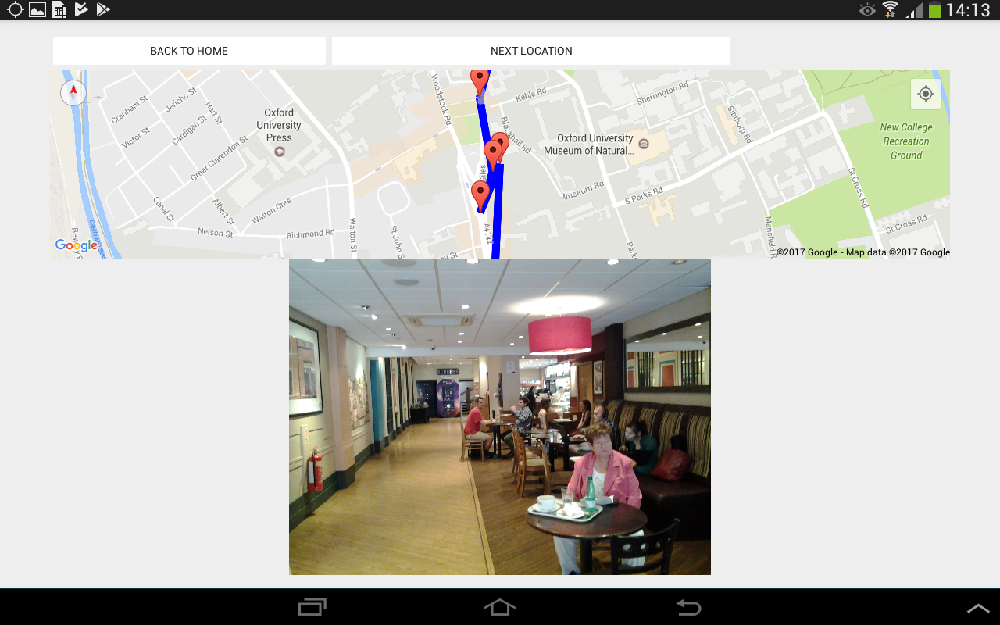 14:13
BACK TO HOME
NEXT LOCATION
Cranham St
Jericho St
Hart St
Victor St
Cardigan St
Great Clarendon St
Canal St
Albert St
Nelson St
Walton Cres
Richmond Rd
Walton St
St John S
Oxford
University
Press
Woodstock Rd
Keble Rd
Blackhall Rd
Giles
A4144
Oxford University
Museum of Natural...
Museum Rd
S Parks Rd
Park
Sherrington Rd
Sibthorp Rd
Mansfield R
St Cross Rd
St.Cross Rd
New College
Recreation
Ground
Google
©2017 Google - Map data ©2017 Google
SCREENS